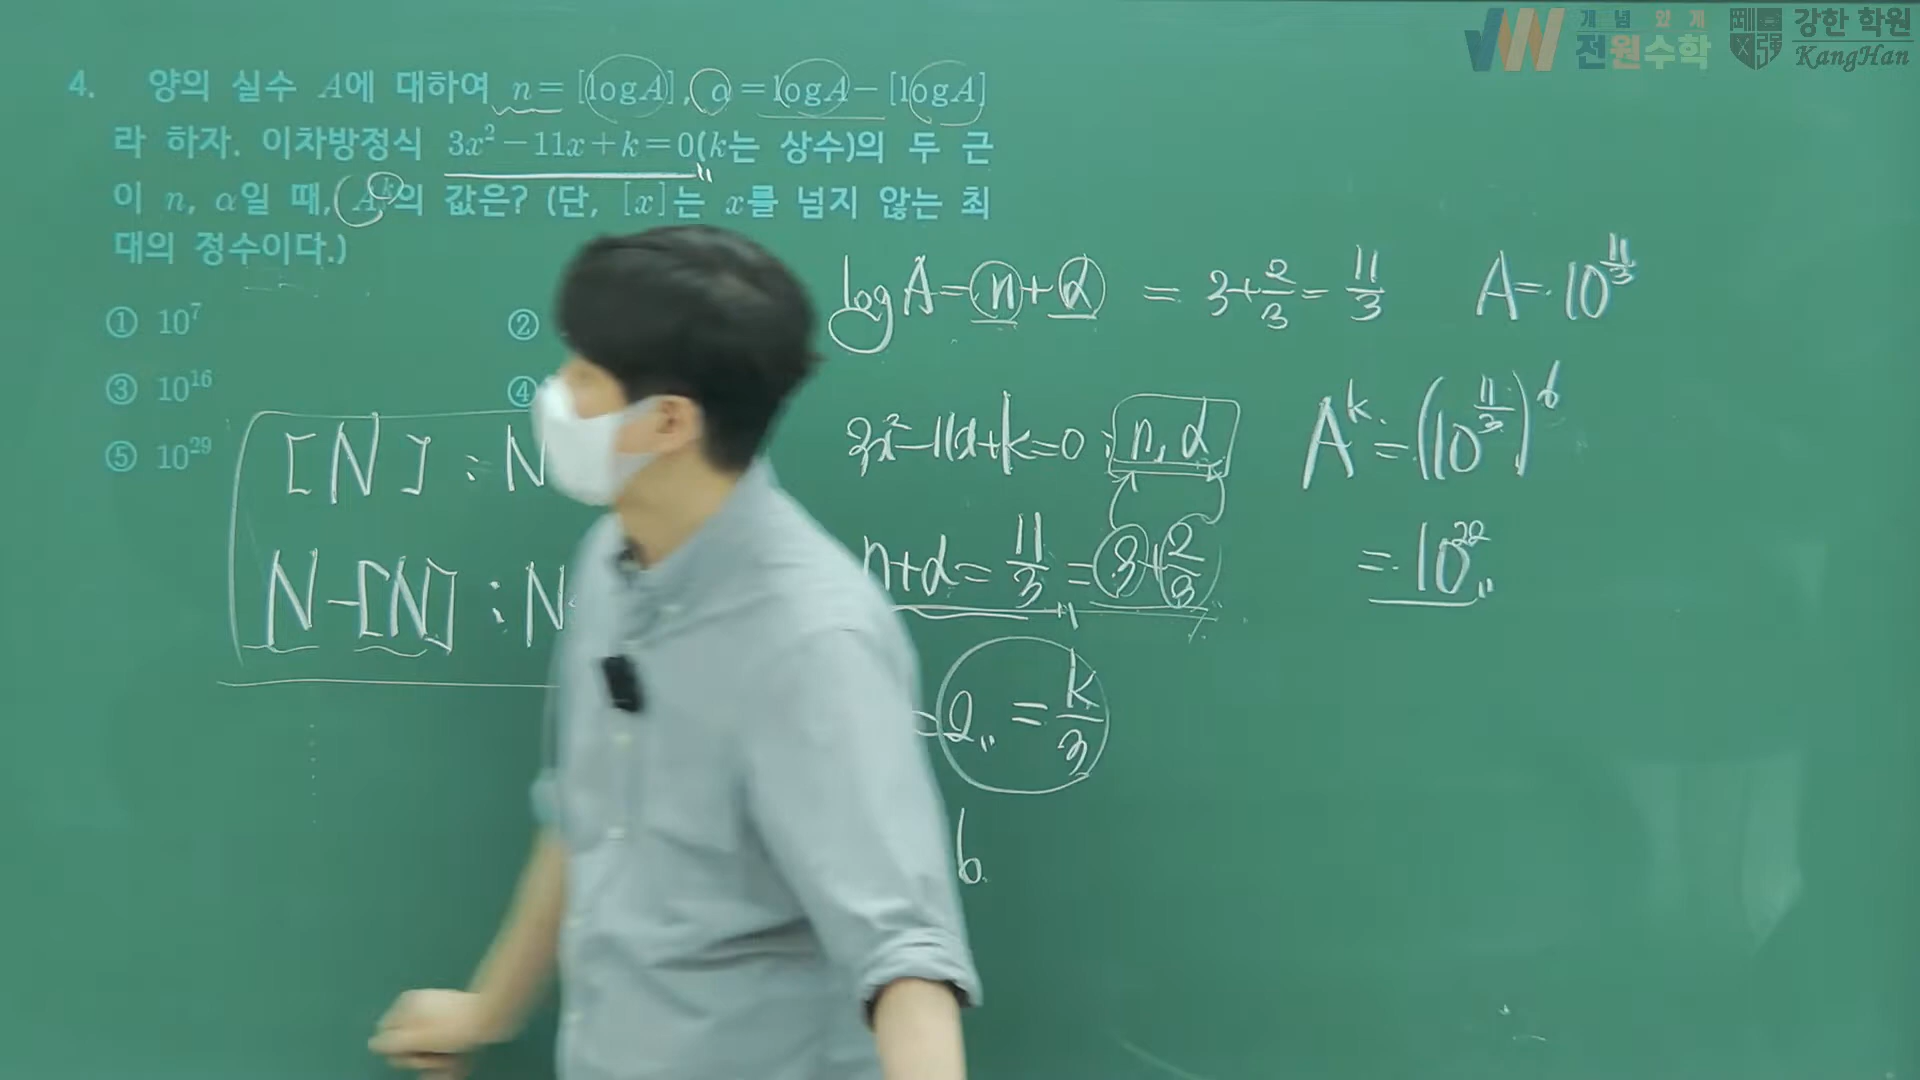 개념있게
전원수학
강한 학원
KangHan
4. 양의 실수 A에 대하여 n=[logA], α=logA-[logA]
라 하자. 이차방정식 3x²-11x+k=0(k는 상수)의 두 근
이 n, α일 때, Aᵏ의 값은? (단, [x]는 x를 넘지 않는 최
대의 정수이다.)
① 10⁷
②
③ 10¹⁶
④
⑤ 10²⁹
[N] : N
N-[N] : N
log A = n+α = 3+2/3 = 11/3
A = 10^(11/3)
3x²-11x+k=0 : n, α
n+α = 11/3 = 3+2/3
=2 = k/3
6
Aᵏ = (10^(11/3))⁶
= 10²²